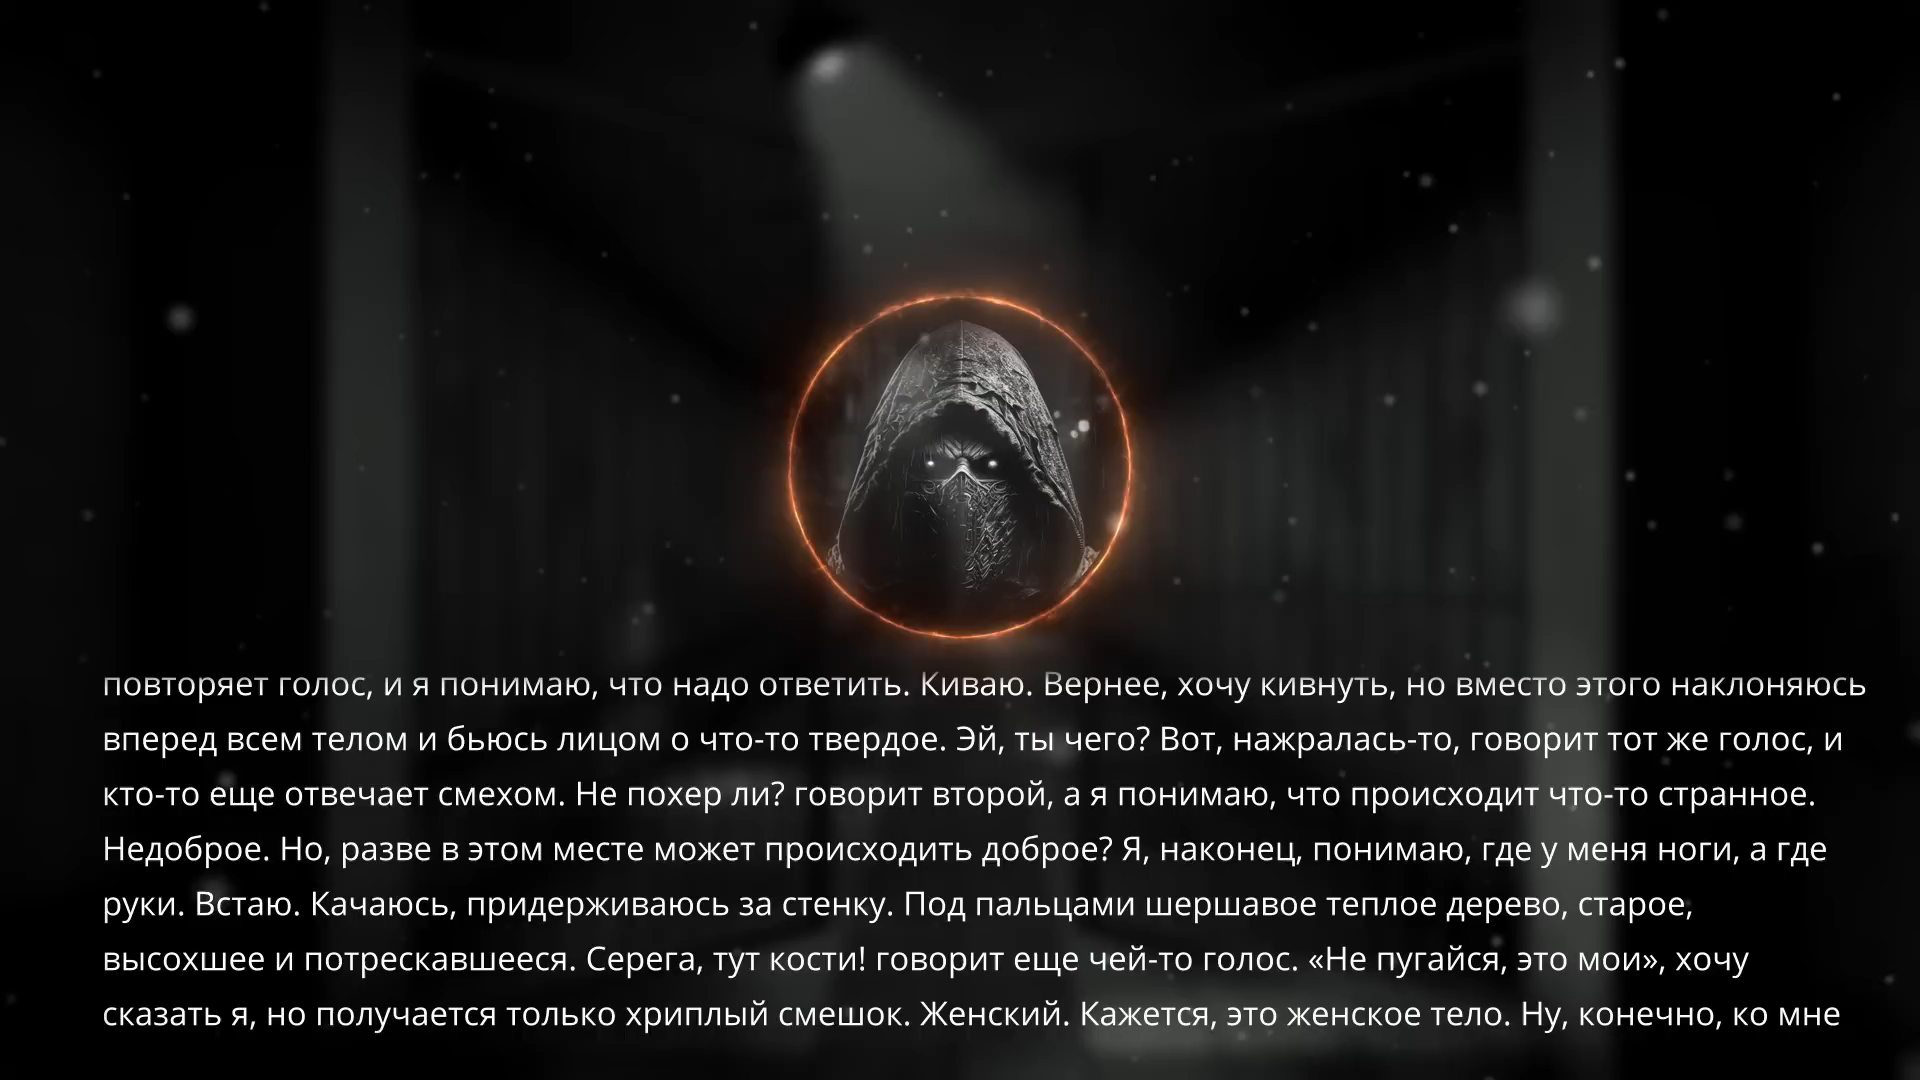 повторяет голос, и я понимаю, что надо ответить. Киваю. Вернее, хочу кивнуть, но вместо этого наклоняюсь
вперед всем телом и бьюсь лицом о что-то твердое. Эй, ты чего? Вот, нажралась-то, говорит тот же голос, и
кто-то еще отвечает смехом. Не похер ли? говорит второй, а я понимаю, что происходит что-то странное.
Недоброе. Но, разве в этом месте может происходить доброе? Я, наконец, понимаю, где у меня ноги, а где
руки. Встаю. Качаюсь, придерживаюсь за стенку. Под пальцами шершавое теплое дерево, старое,
высохшее и потрескавшееся. Серега, тут кости! говорит еще чей-то голос. «Не пугайся, это мои», хочу
сказать я, но получается только хриплый смешок. Женский. Кажется, это женское тело. Ну, конечно, ко мне